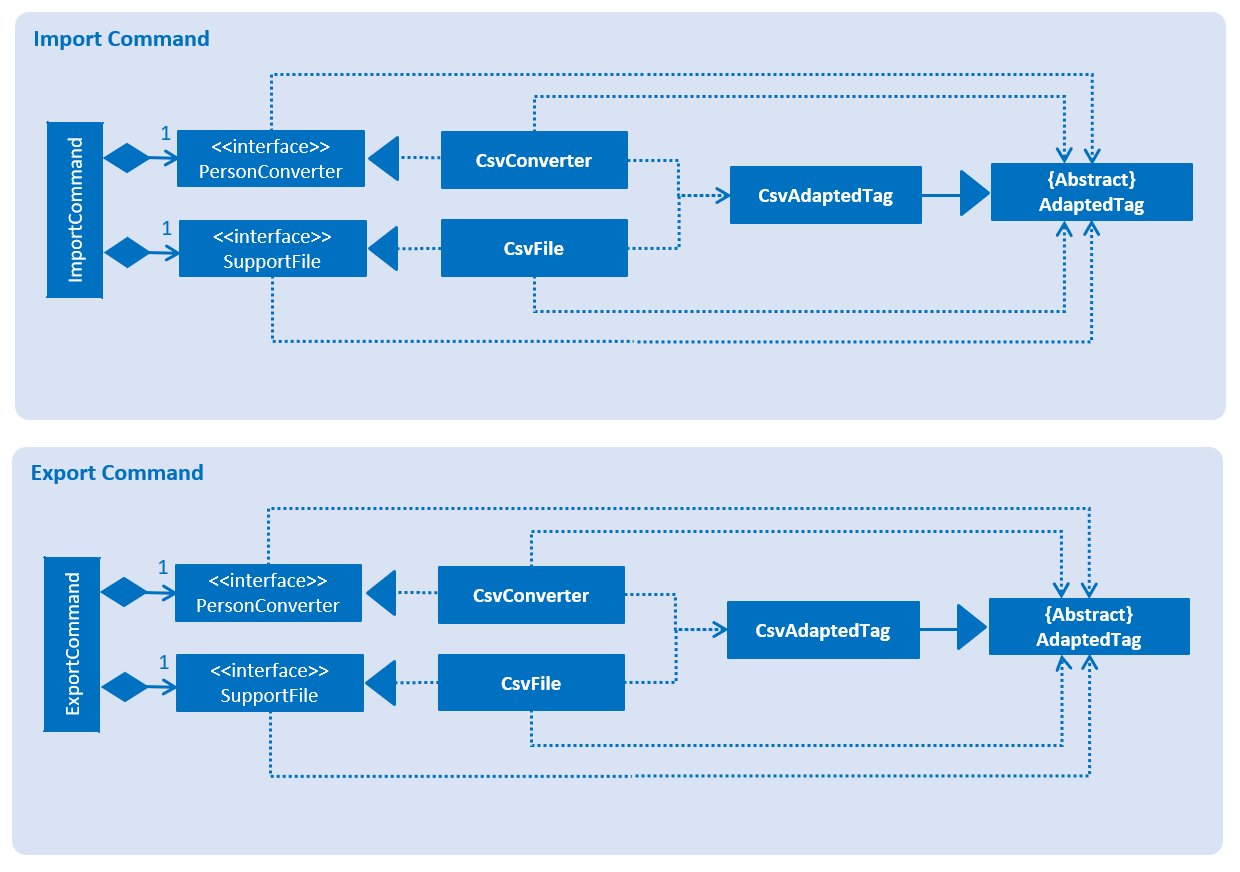 Import Command
ImportCommand
1
<<interface>>
PersonConverter
CsvConverter
CsvAdaptedTag
{Abstract}
AdaptedTag
1
<<interface>>
SupportFile
CsvFile
Export Command
ExportCommand
1
<<interface>>
PersonConverter
CsvConverter
CsvAdaptedTag
{Abstract}
AdaptedTag
1
<<interface>>
SupportFile
CsvFile